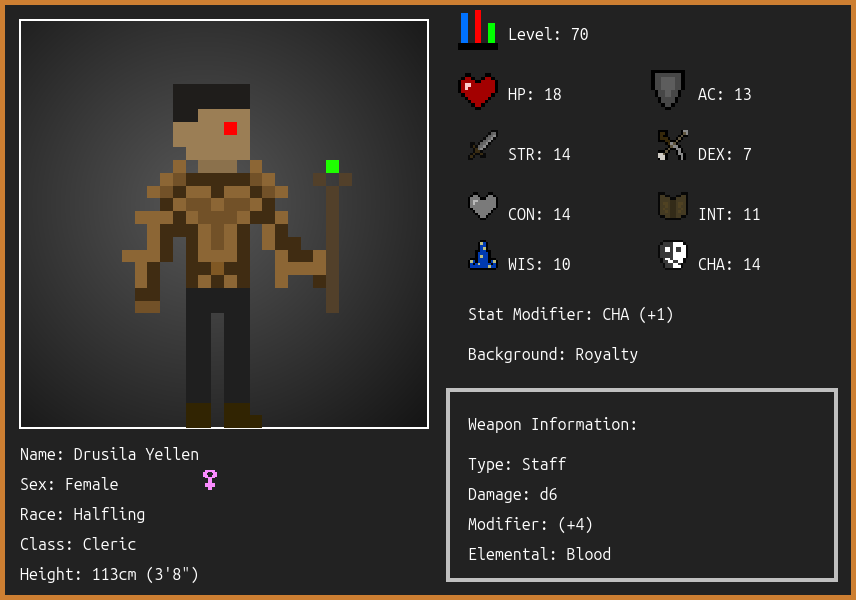 Level: 70
HP: 18
AC: 13
STR: 14
DEX: 7
CON: 14
INT: 11
WIS: 10
CHA: 14
Stat Modifier: CHA (+1)
Background: Royalty
Weapon Information:
Type: Staff
Damage: d6
Modifier: (+4)
Elemental: Blood
Name: Drusila Yellen
Sex: Female
Race: Halfling
Class: Cleric
Height: 113cm (3'8")